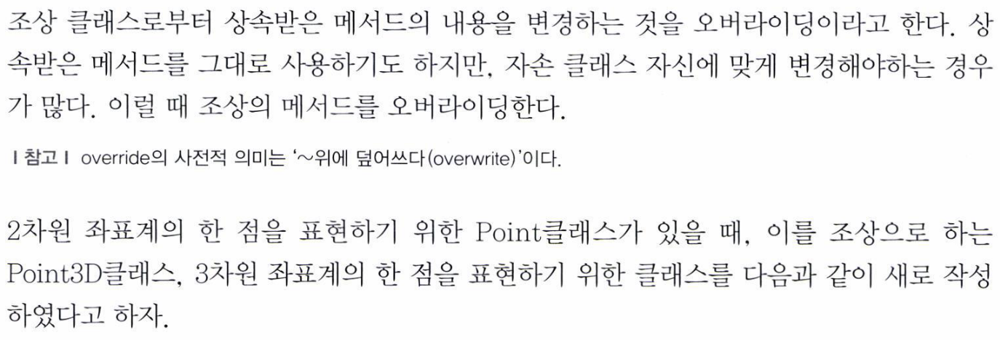 조상 클래스로부터 상속받은 메서드의 내용을 변경하는 것을 오버라이딩이라고 한다. 상
속받은 메서드를 그대로 사용하기도 하지만, 자손 클래스 자신에 맞게 변경해야하는 경우
가 많다. 이럴 때 조상의 메서드를 오버라이딩한다.
| 참고 | override의 사전적 의미는 ‘~위에 덮어쓰다(overwrite)’이다.
2차원 좌표계의 한 점을 표현하기 위한 Point클래스가 있을 때, 이를 조상으로 하는
Point3D클래스, 3차원 좌표계의 한 점을 표현하기 위한 클래스를 다음과 같이 새로 작성
하였다고 하자.